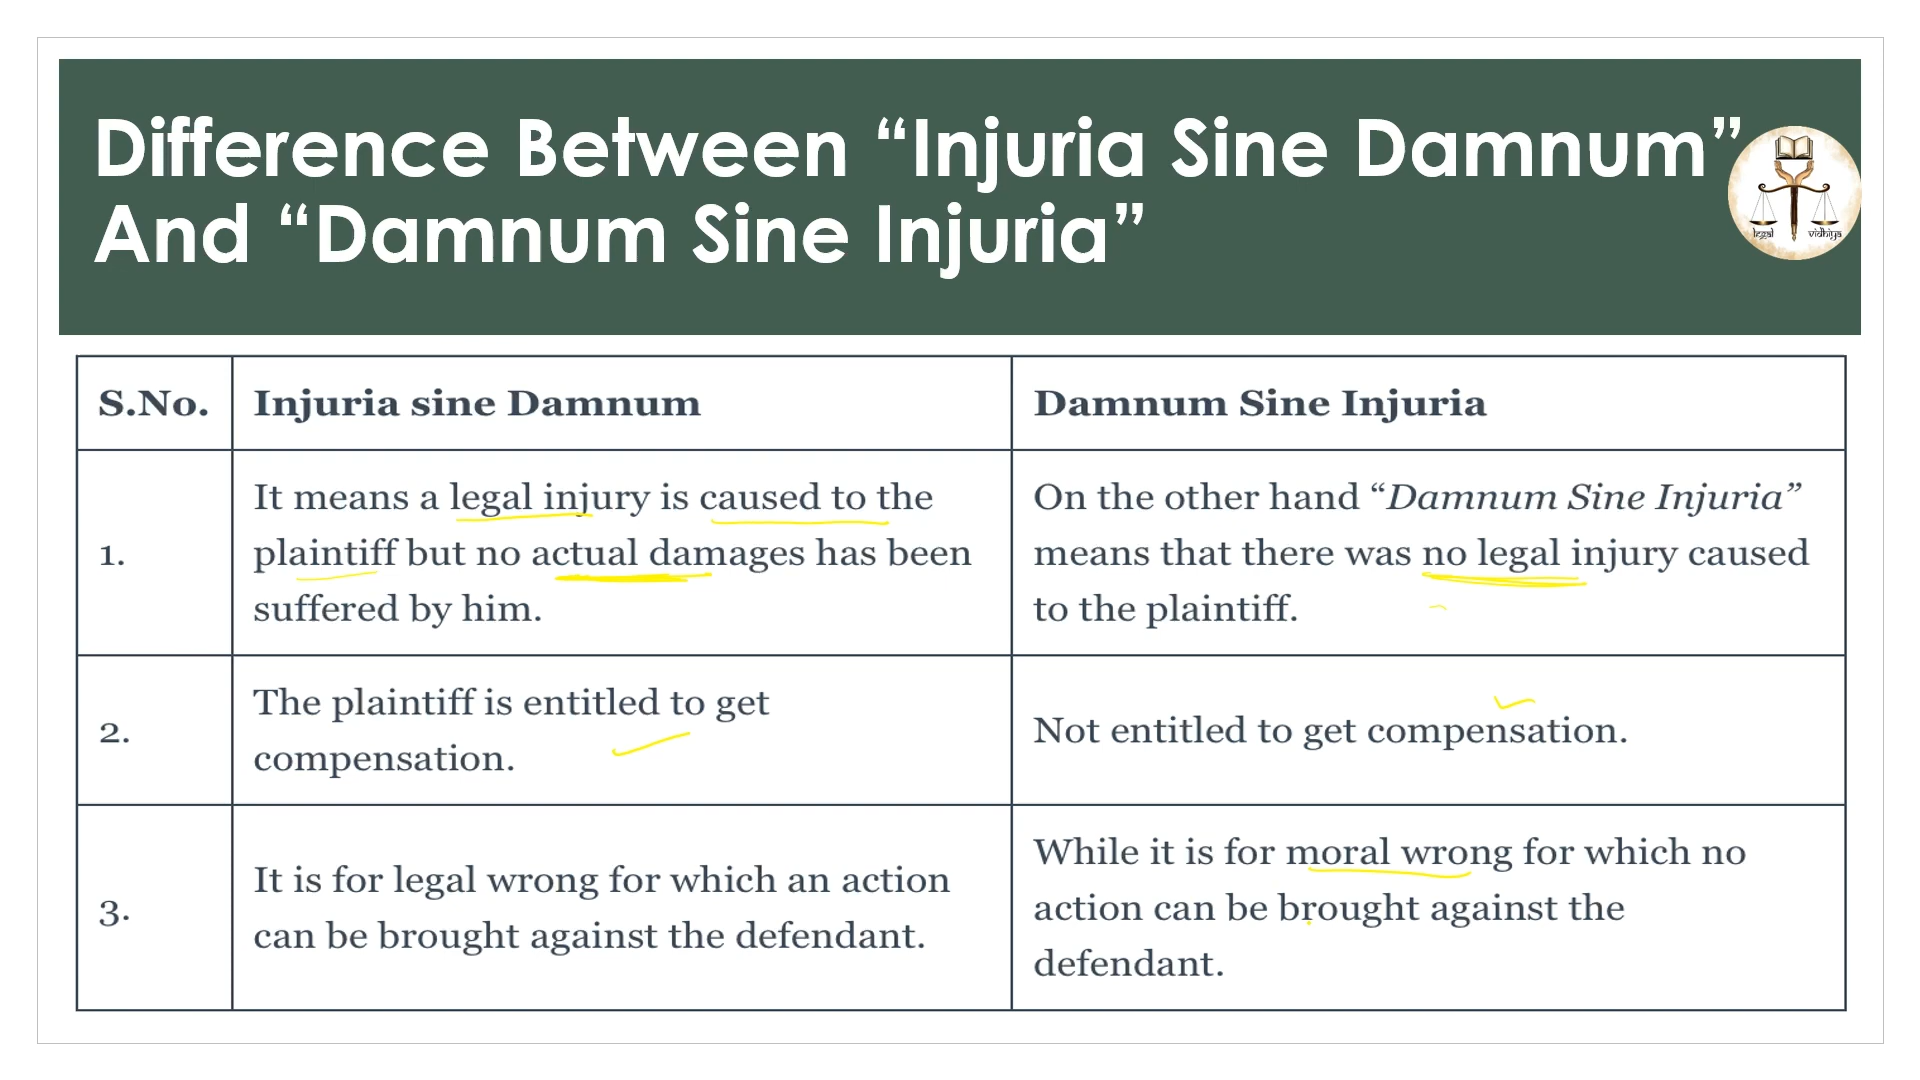 Difference Between “Injuria Sine Damnum”
And “Damnum Sine Injuria”
legal vidhiya
S.No.
Injuria sine Damnum
Damnum Sine Injuria
1.
It means a legal injury is caused to the
plaintiff but no actual damages has been
suffered by him.
On the other hand “Damnum Sine Injuria”
means that there was no legal injury caused
to the plaintiff.
2.
The plaintiff is entitled to get
compensation.
Not entitled to get compensation.
3.
It is for legal wrong for which an action
can be brought against the defendant.
While it is for moral wrong for which no
action can be brought against the
defendant.